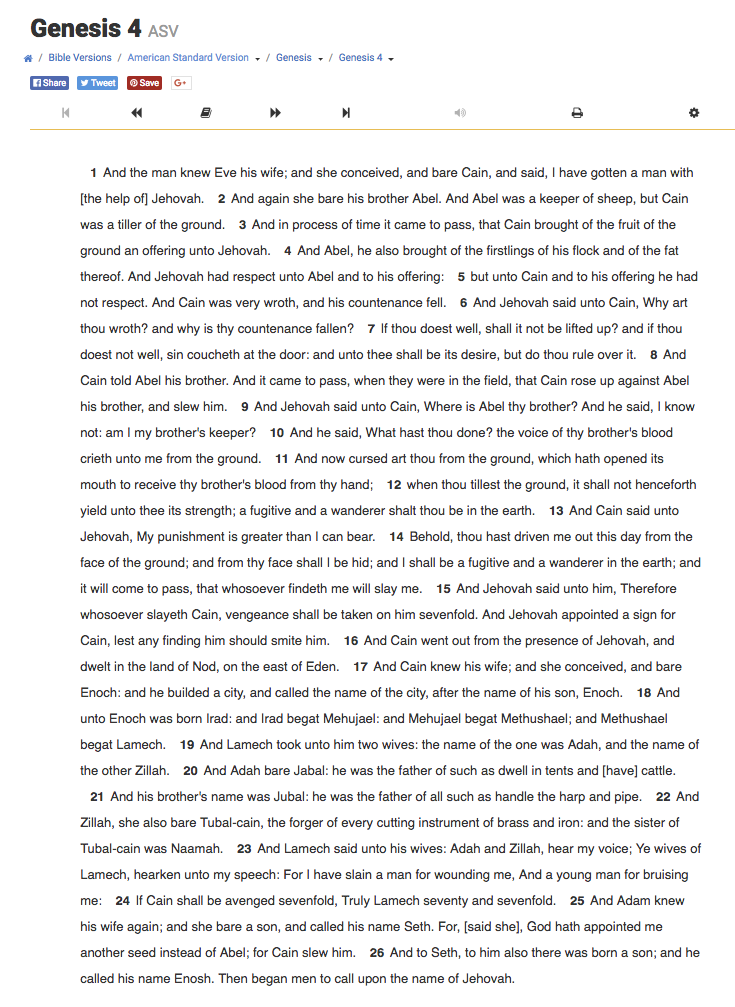 Genesis 4 ASV
/ Bible Versions / American Standard Version / Genesis / Genesis 4
Share Tweet Save G+
1 And the man knew Eve his wife; and she conceived, and bare Cain, and said, I have gotten a man with
[the help of] Jehovah. 2 And again she bare his brother Abel. And Abel was a keeper of sheep, but Cain
was a tiller of the ground. 3 And in process of time it came to pass, that Cain brought of the fruit of the
ground an offering unto Jehovah. 4 And Abel, he also brought of the firstlings of his flock and of the fat
thereof. And Jehovah had respect unto Abel and to his offering: 5 but unto Cain and to his offering he had
not respect. And Cain was very wroth, and his countenance fell. 6 And Jehovah said unto Cain, Why art
thou wroth? and why is thy countenance fallen? 7 If thou doest well, shall it not be lifted up? and if thou
doest not well, sin coucheth at the door: and unto thee shall be its desire, but do thou rule over it. 8 And
Cain told Abel his brother. And it came to pass, when they were in the field, that Cain rose up against Abel
his brother, and slew him. 9 And Jehovah said unto Cain, Where is Abel thy brother? And he said, I know
not: am I my brother's keeper? 10 And he said, What hast thou done? the voice of thy brother's blood
crieth unto me from the ground. 11 And now cursed art thou from the ground, which hath opened its
mouth to receive thy brother's blood from thy hand; 12 when thou tillest the ground, it shall not henceforth
yield unto thee its strength; a fugitive and a wanderer shalt thou be in the earth. 13 And Cain said unto
Jehovah, My punishment is greater than I can bear. 14 Behold, thou hast driven me out this day from the
face of the ground; and from thy face shall I be hid; and I shall be a fugitive and a wanderer in the earth; and
it will come to pass, that whosoever findeth me will slay me. 15 And Jehovah said unto him, Therefore
whosoever slayeth Cain, vengeance shall be taken on him sevenfold. And Jehovah appointed a sign for
Cain, lest any finding him should smite him. 16 And Cain went out from the presence of Jehovah, and
dwelt in the land of Nod, on the east of Eden. 17 And Cain knew his wife; and she conceived, and bare
Enoch: and he builded a city, and called the name of the city, after the name of his son, Enoch. 18 And
unto Enoch was born Irad: and Irad begat Mehujael: and Mehujael begat Methushael; and Methushael
begat Lamech. 19 And Lamech took unto him two wives: the name of the one was Adah, and the name of
the other Zillah. 20 And Adah bare Jabal: he was the father of such as dwell in tents and [have] cattle.
21 And his brother's name was Jubal: he was the father of all such as handle the harp and pipe. 22 And
Zillah, she also bare Tubal-cain, the forger of every cutting instrument of brass and iron: and the sister of
Tubal-cain was Naamah. 23 And Lamech said unto his wives: Adah and Zillah, hear my voice; Ye wives of
Lamech, hearken unto my speech: For I have slain a man for wounding me, And a young man for bruising
me: 24 If Cain shall be avenged sevenfold, Truly Lamech seventy and sevenfold. 25 And Adam knew
his wife again; and she bare a son, and called his name Seth. For, [said she], God hath appointed me
another seed instead of Abel; for Cain slew him. 26 And to Seth, to him also there was born a son; and he
called his name Enosh. Then began men to call upon the name of Jehovah.